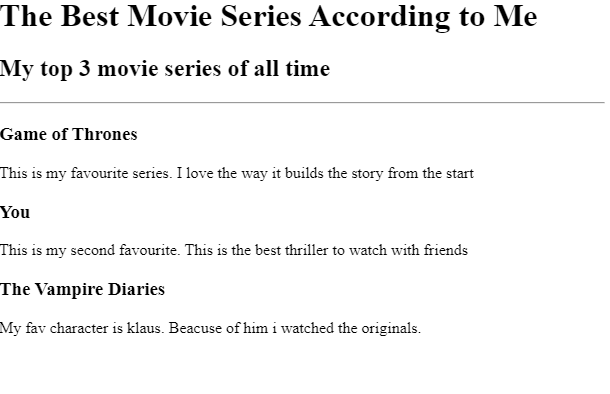 The Best Movie Series According to Me
My top 3 movie series of all time
Game of Thrones
This is my favourite series. I love the way it builds the story from the start
You
This is my second favourite. This is the best thriller to watch with friends
The Vampire Diaries
My fav character is klaus. Beacuse of him i watched the originals.